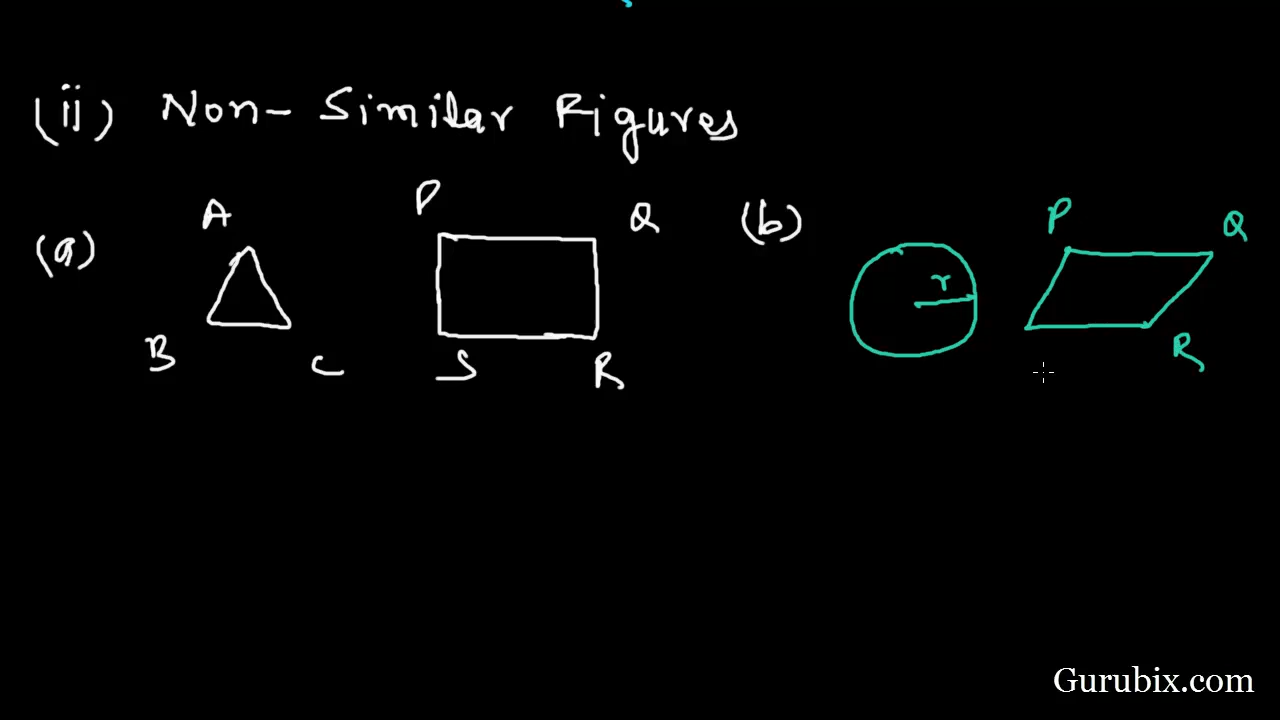 (ii) Non-Similar Figures
(a) A B C P Q R S
(b) r P Q R
Gurubix.com